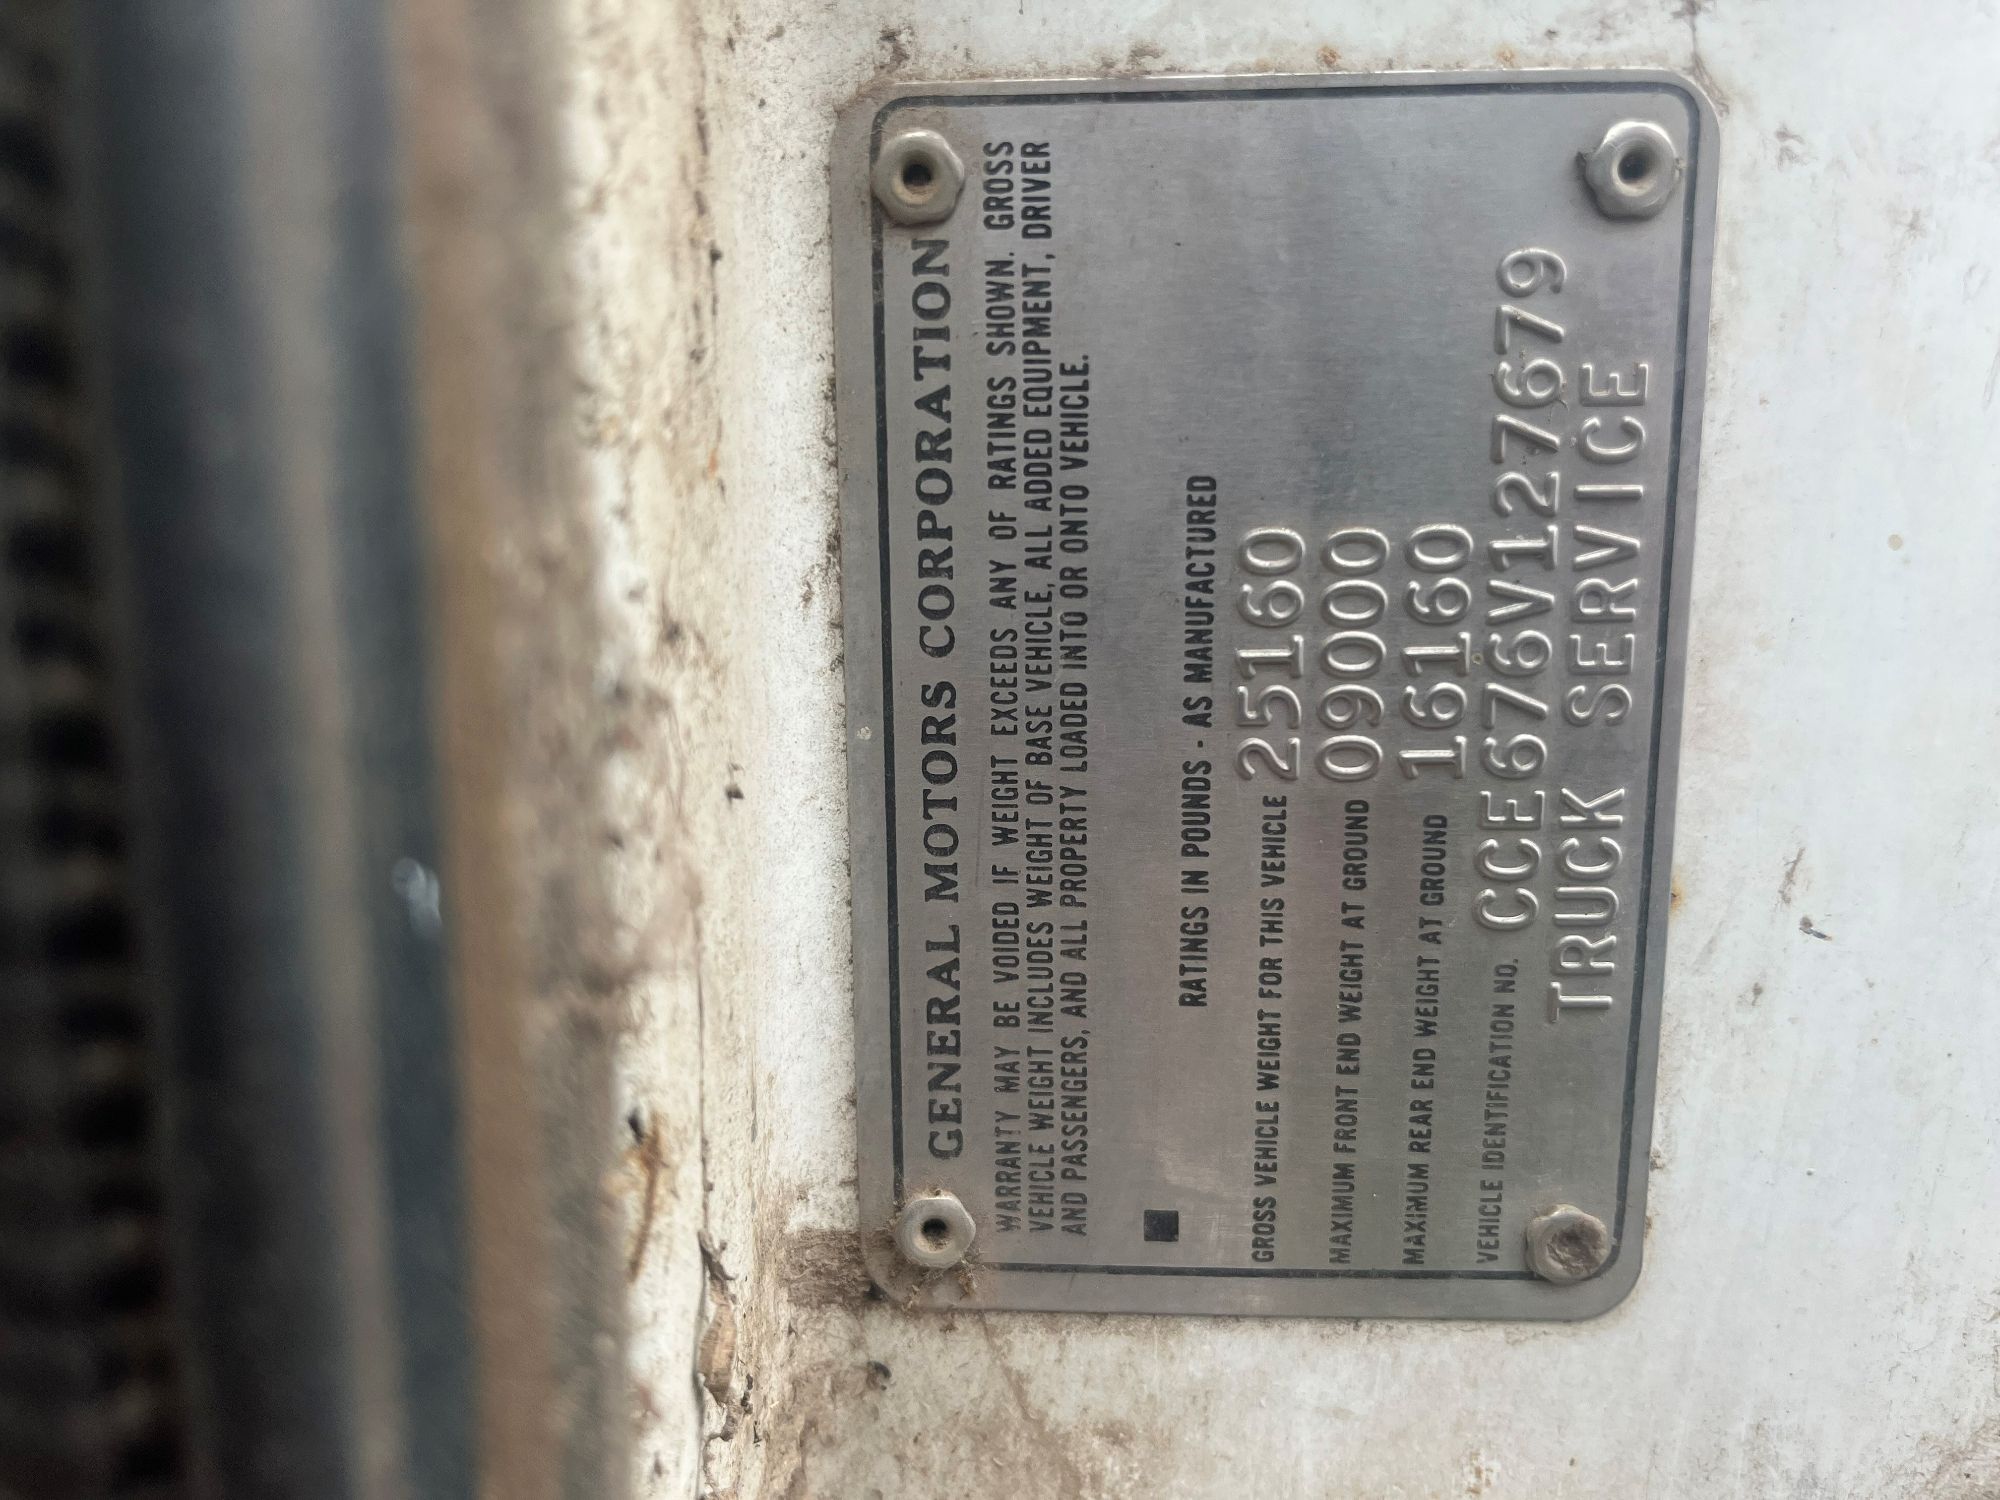 GENERAL MOTORS CORPORATION
WARRANTY MAY BE VOIDED IF WEIGHT EXCEEDS ANY OF RATINGS SHOWN. GROSS
VEHICLE WEIGHT INCLUDES WEIGHT OF BASE VEHICLE, ALL ADDED EQUIPMENT, DRIVER
AND PASSENGERS, AND ALL PROPERTY LOADED INTO OR ONTO VEHICLE.
RATINGS IN POUNDS - AS MANUFACTURED
GROSS VEHICLE WEIGHT FOR THIS VEHICLE 25160
MAXIMUM FRONT END WEIGHT AT GROUND 09000
MAXIMUM REAR END WEIGHT AT GROUND 16160
VEHICLE IDENTIFICATION NO. CCE676V127679
TRUCK SERVICE